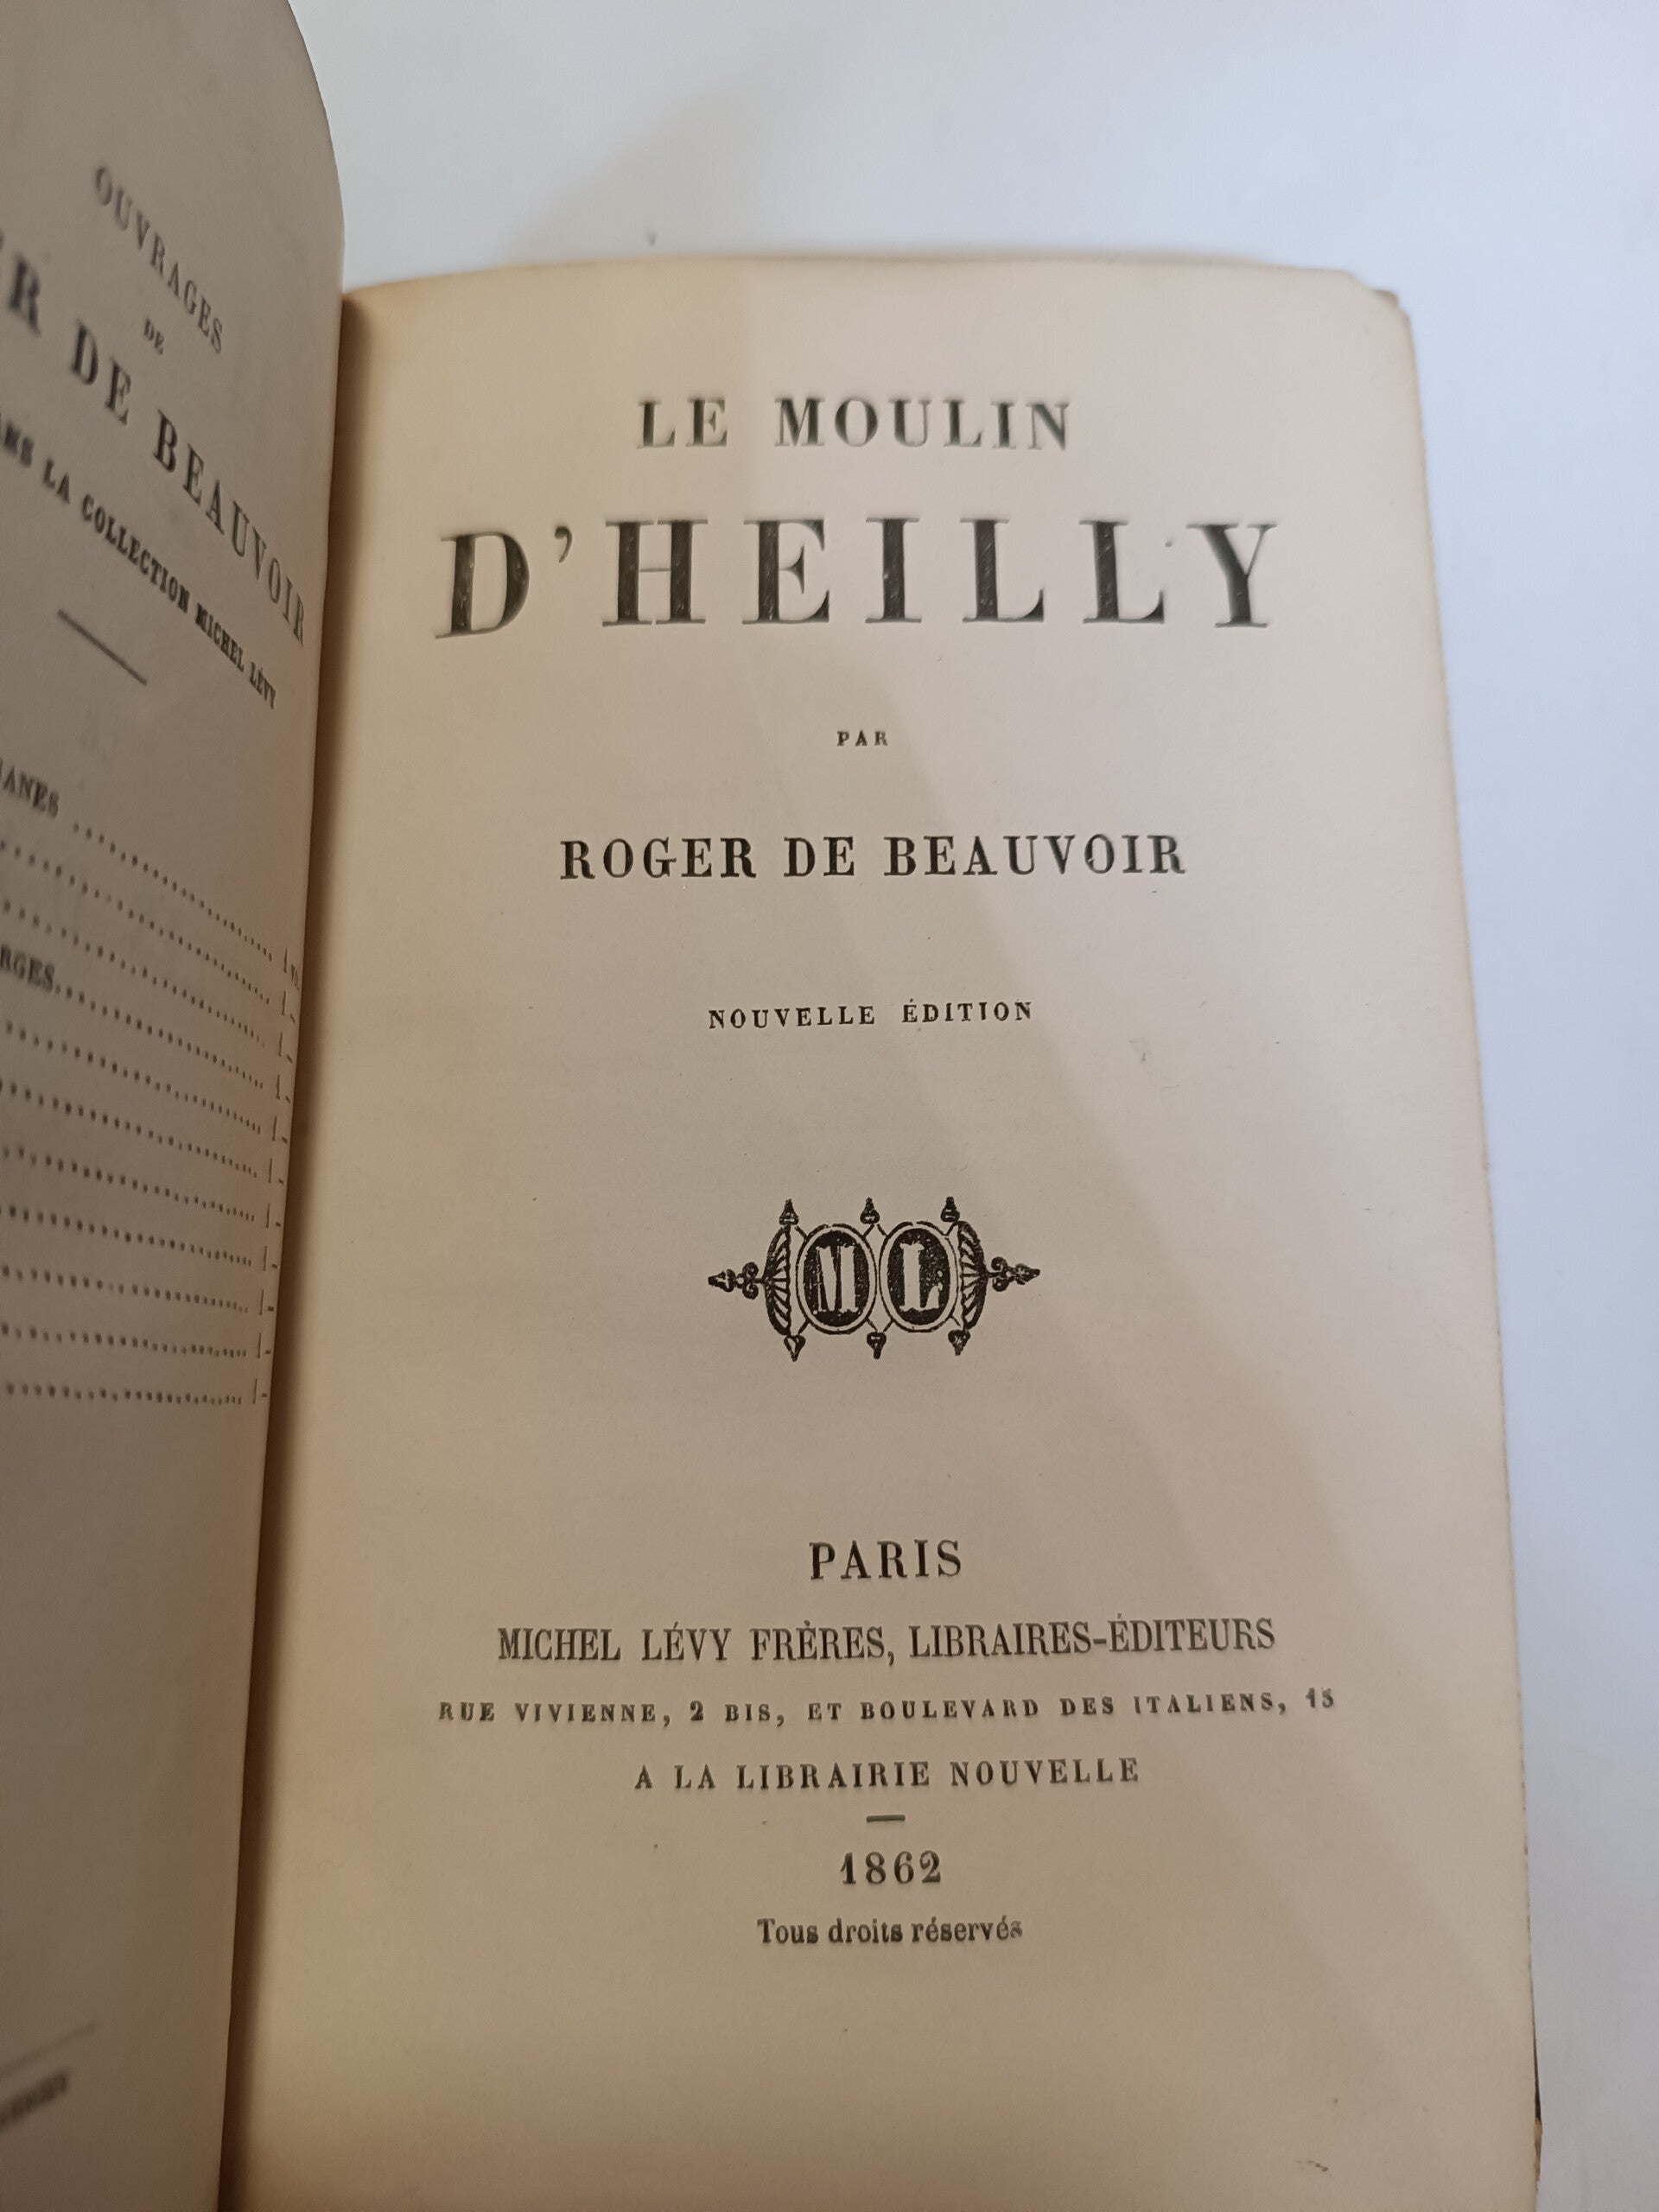 OUVRAGES
DE
DE BEAUVOIR
LA COLLECTION MICHEL LÉVY
LE MOULIN
D'HEILLY
PAR
ROGER DE BEAUVOIR
NOUVELLE ÉDITION
ML
PARIS
MICHEL LÉVY FRÈRES, LIBRAIRES-ÉDITEURS
RUE VIVIENNE, 2 BIS, ET BOULEVARD DES ITALIENS, 15
A LA LIBRAIRIE NOUVELLE
1862
Tous droits réservés